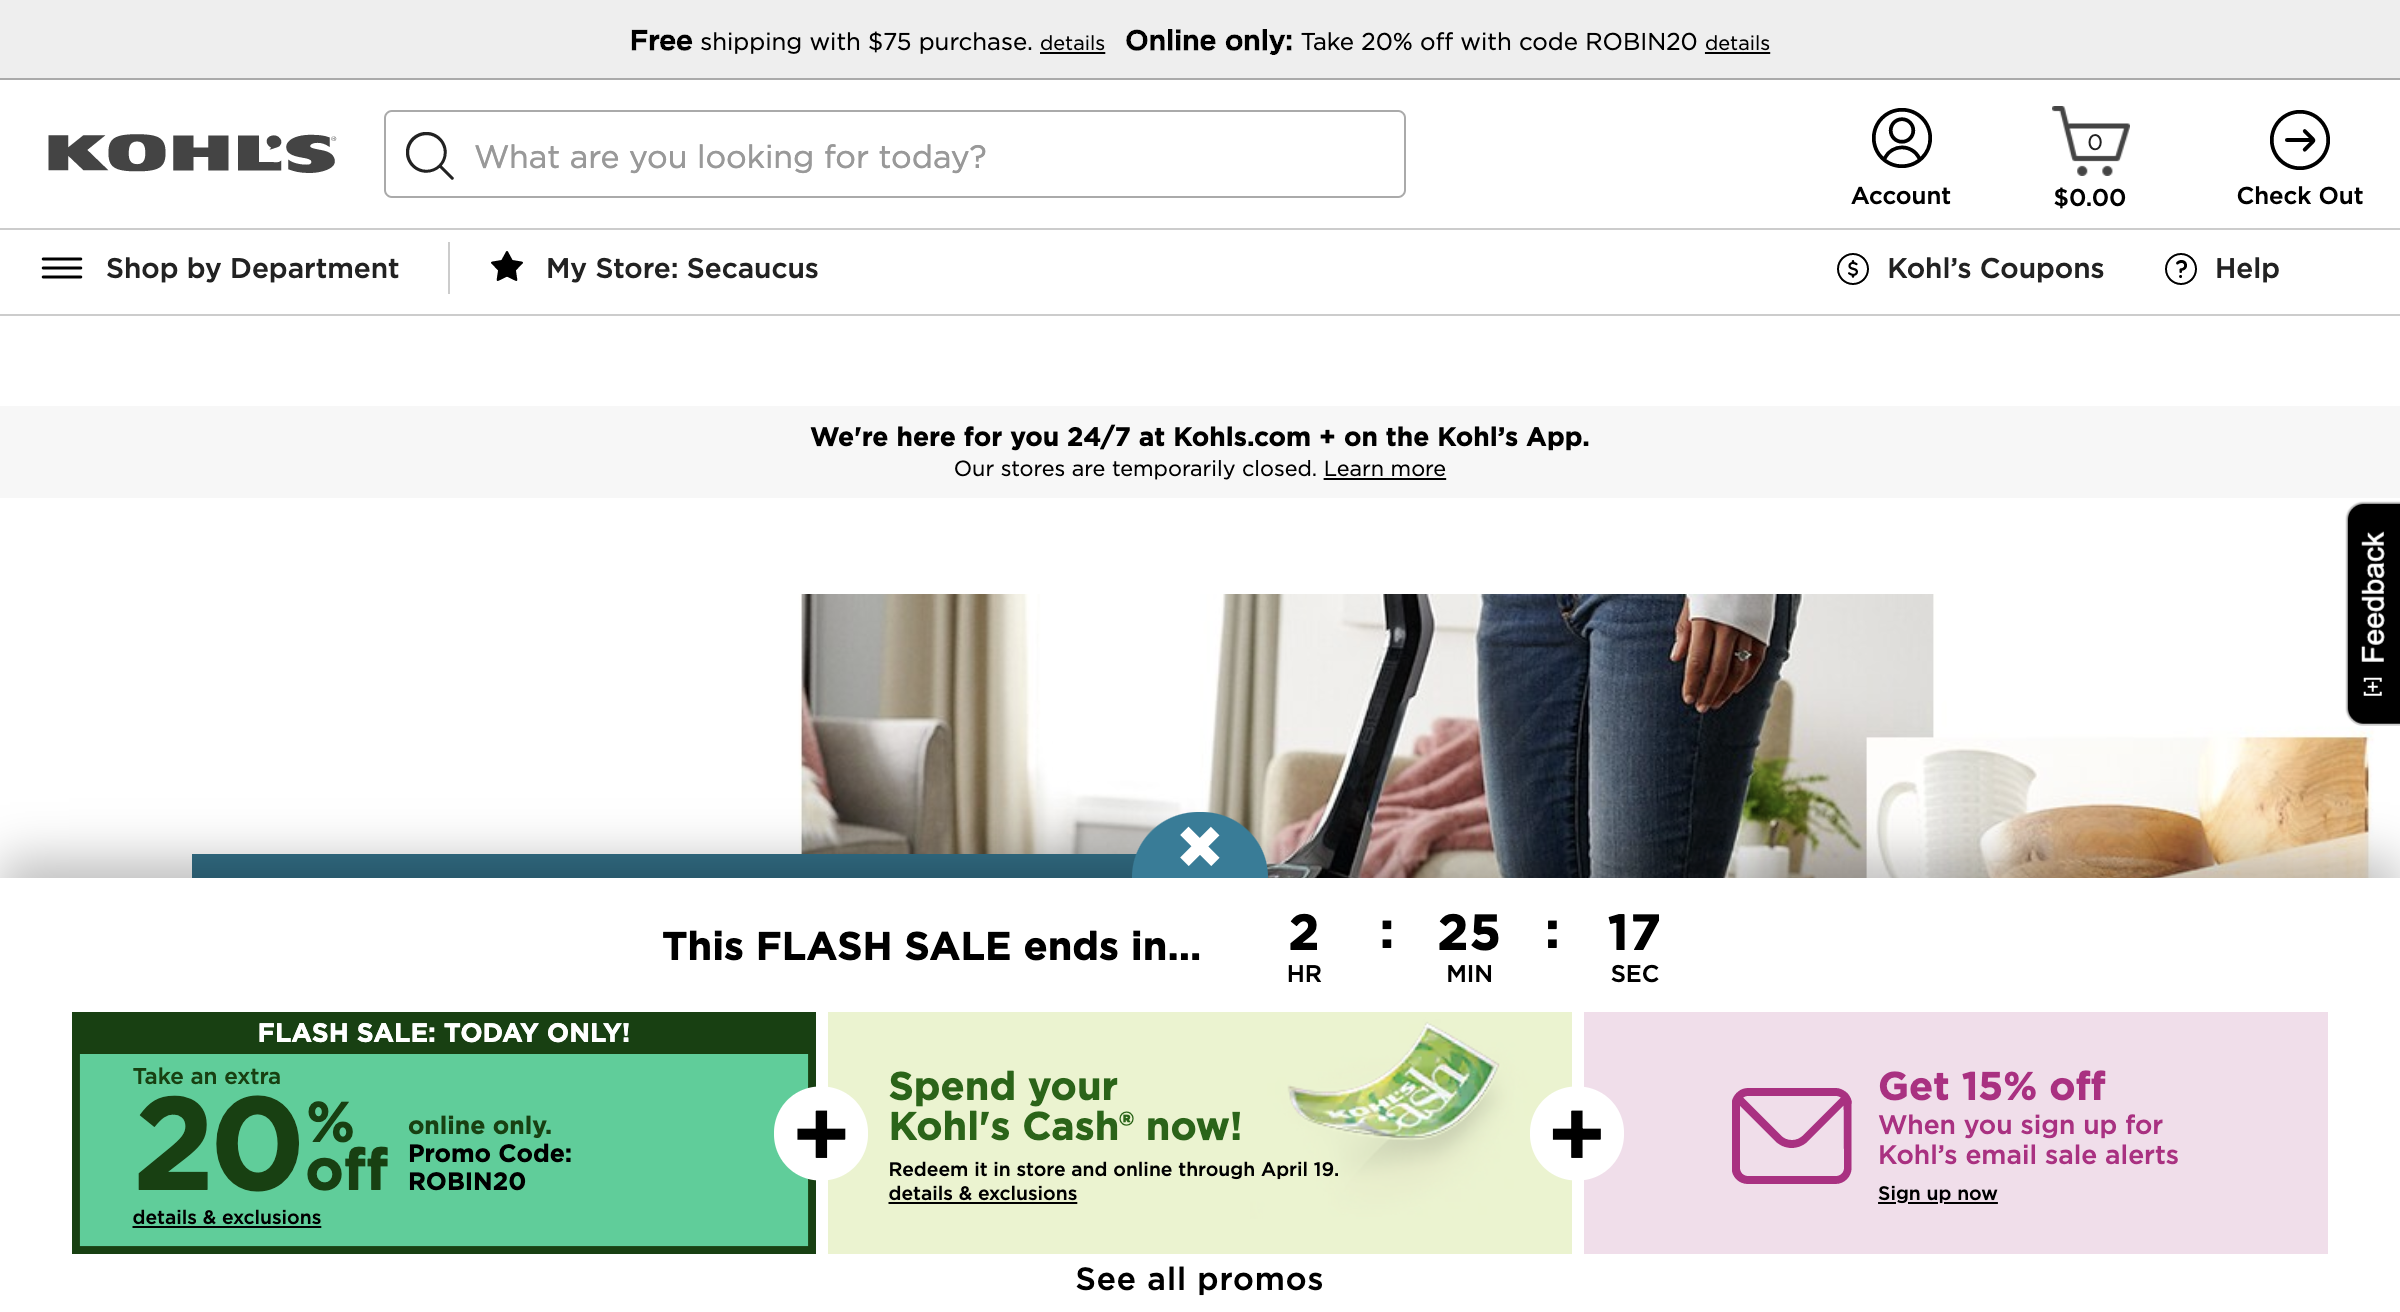 Free shipping with $75 purchase. details Online only: Take 20% off with code ROBIN20 details
KOHL'S
What are you looking for today?
Account
0
$0.00
Check Out
Shop by Department
My Store: Secaucus
$ Kohl’s Coupons
? Help
We're here for you 24/7 at Kohls.com + on the Kohl’s App.
Our stores are temporarily closed. Learn more
[+] Feedback
This FLASH SALE ends in...
2 : 25 : 17
HR MIN SEC
FLASH SALE: TODAY ONLY!
Take an extra
20% off
online only.
Promo Code:
ROBIN20
details & exclusions
+
Spend your
Kohl's Cash® now!
Redeem it in store and online through April 19.
details & exclusions
KOHL'S
Cash
+
Get 15% off
When you sign up for
Kohl’s email sale alerts
Sign up now
See all promos